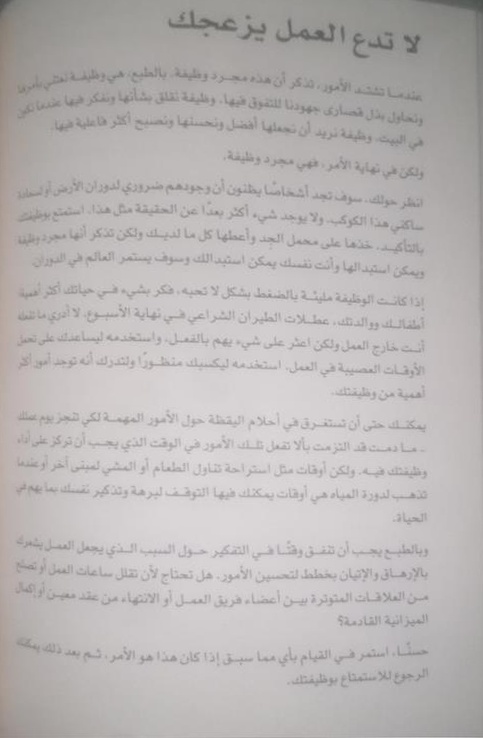 لا تدع العمل يزعجك
عندما تشتد الأمور، تذكر أن هذه مجرد وظيفة. بالطبع، هي وظيفة نعتني بأمرها
ونحاول بذل قصارى جهودنا للتفوق فيها. وظيفة نقلق بشأنها ونفكر فيها عندما نكون
في البيت. وظيفة نريد أن نجعلها أفضل ونحسنها ونصبح أكثر فاعلية فيها.
ولكن في نهاية الأمر، فهي مجرد وظيفة.
انظر حولك. سوف تجد أشخاصًا يظنون أن وجودهم ضروري لدوران الأرض أو لسعادة
ساكني هذا الكوكب. ولا يوجد شيء أكثر بعدًا عن الحقيقة مثل هذا. استمتع بوظيفتك
بالتأكيد. خذها على محمل الجد وأعطها كل ما لديك ولكن تذكر أنها مجرد وظيفة
ويمكن استبدالها وأنت نفسك يمكن استبدالك وسوف يستمر العالم في الدوران.
إذا كانت الوظيفة مليئة بالضغط بشكل لا تحبه، فكر بشيء في حياتك أكثر أهمية:
أطفالك ووالدتك، عطلات الطيران الشراعي في نهاية الأسبوع. لا أدري ما تفعله
أنت خارج العمل ولكن اعثر على شيء يهم بالفعل. واستخدمه ليساعدك على تحمل
الأوقات العصيبة في العمل. استخدمه ليكسبك منظورًا ولتدرك أنه توجد أمور أكثر
أهمية من وظيفتك.
يمكنك حتى أن تستغرق في أحلام اليقظة حول الأمور المهمة لكي تنجز يوم عملك
- ما دمت قد التزمت بألا تفعل تلك الأمور في الوقت الذي يجب أن تركز على أداء
وظيفتك فيه. ولكن أوقات مثل استراحة تناول الطعام أو المشي لمبنى آخر أو عندما
تذهب لدورة المياه هي أوقات يمكنك فيها التوقف لبرهة وتذكير نفسك بما يهم في
الحياة.
وبالطبع يجب أن تنفق وقتًا في التفكير حول السبب الذي يجعل العمل يشعرك
بالإرهاق والإتيان بخطط لتحسين الأمور. هل تحتاج لأن تقلل ساعات العمل أو تصلح
من العلاقات المتوترة بين أعضاء فريق العمل أو الانتهاء من عقد معين أو إكمال
الميزانية القادمة؟
حسنًا، استمر في القيام بأي مما سبق إذا كان هذا هو الأمر، ثم بعد ذلك يمكنك
الرجوع للاستمتاع بوظيفتك.